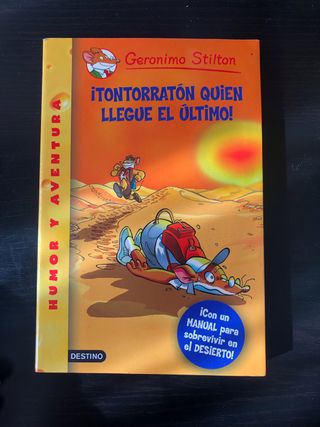 Geronimo Stilton
¡TONTORRATÓN QUIEN
LLEGUE EL ÚLTIMO!
HUMOR Y AVENTURA
¡Con un
MANUAL para
sobrevivir en
el DESIERTO!
DESTINO